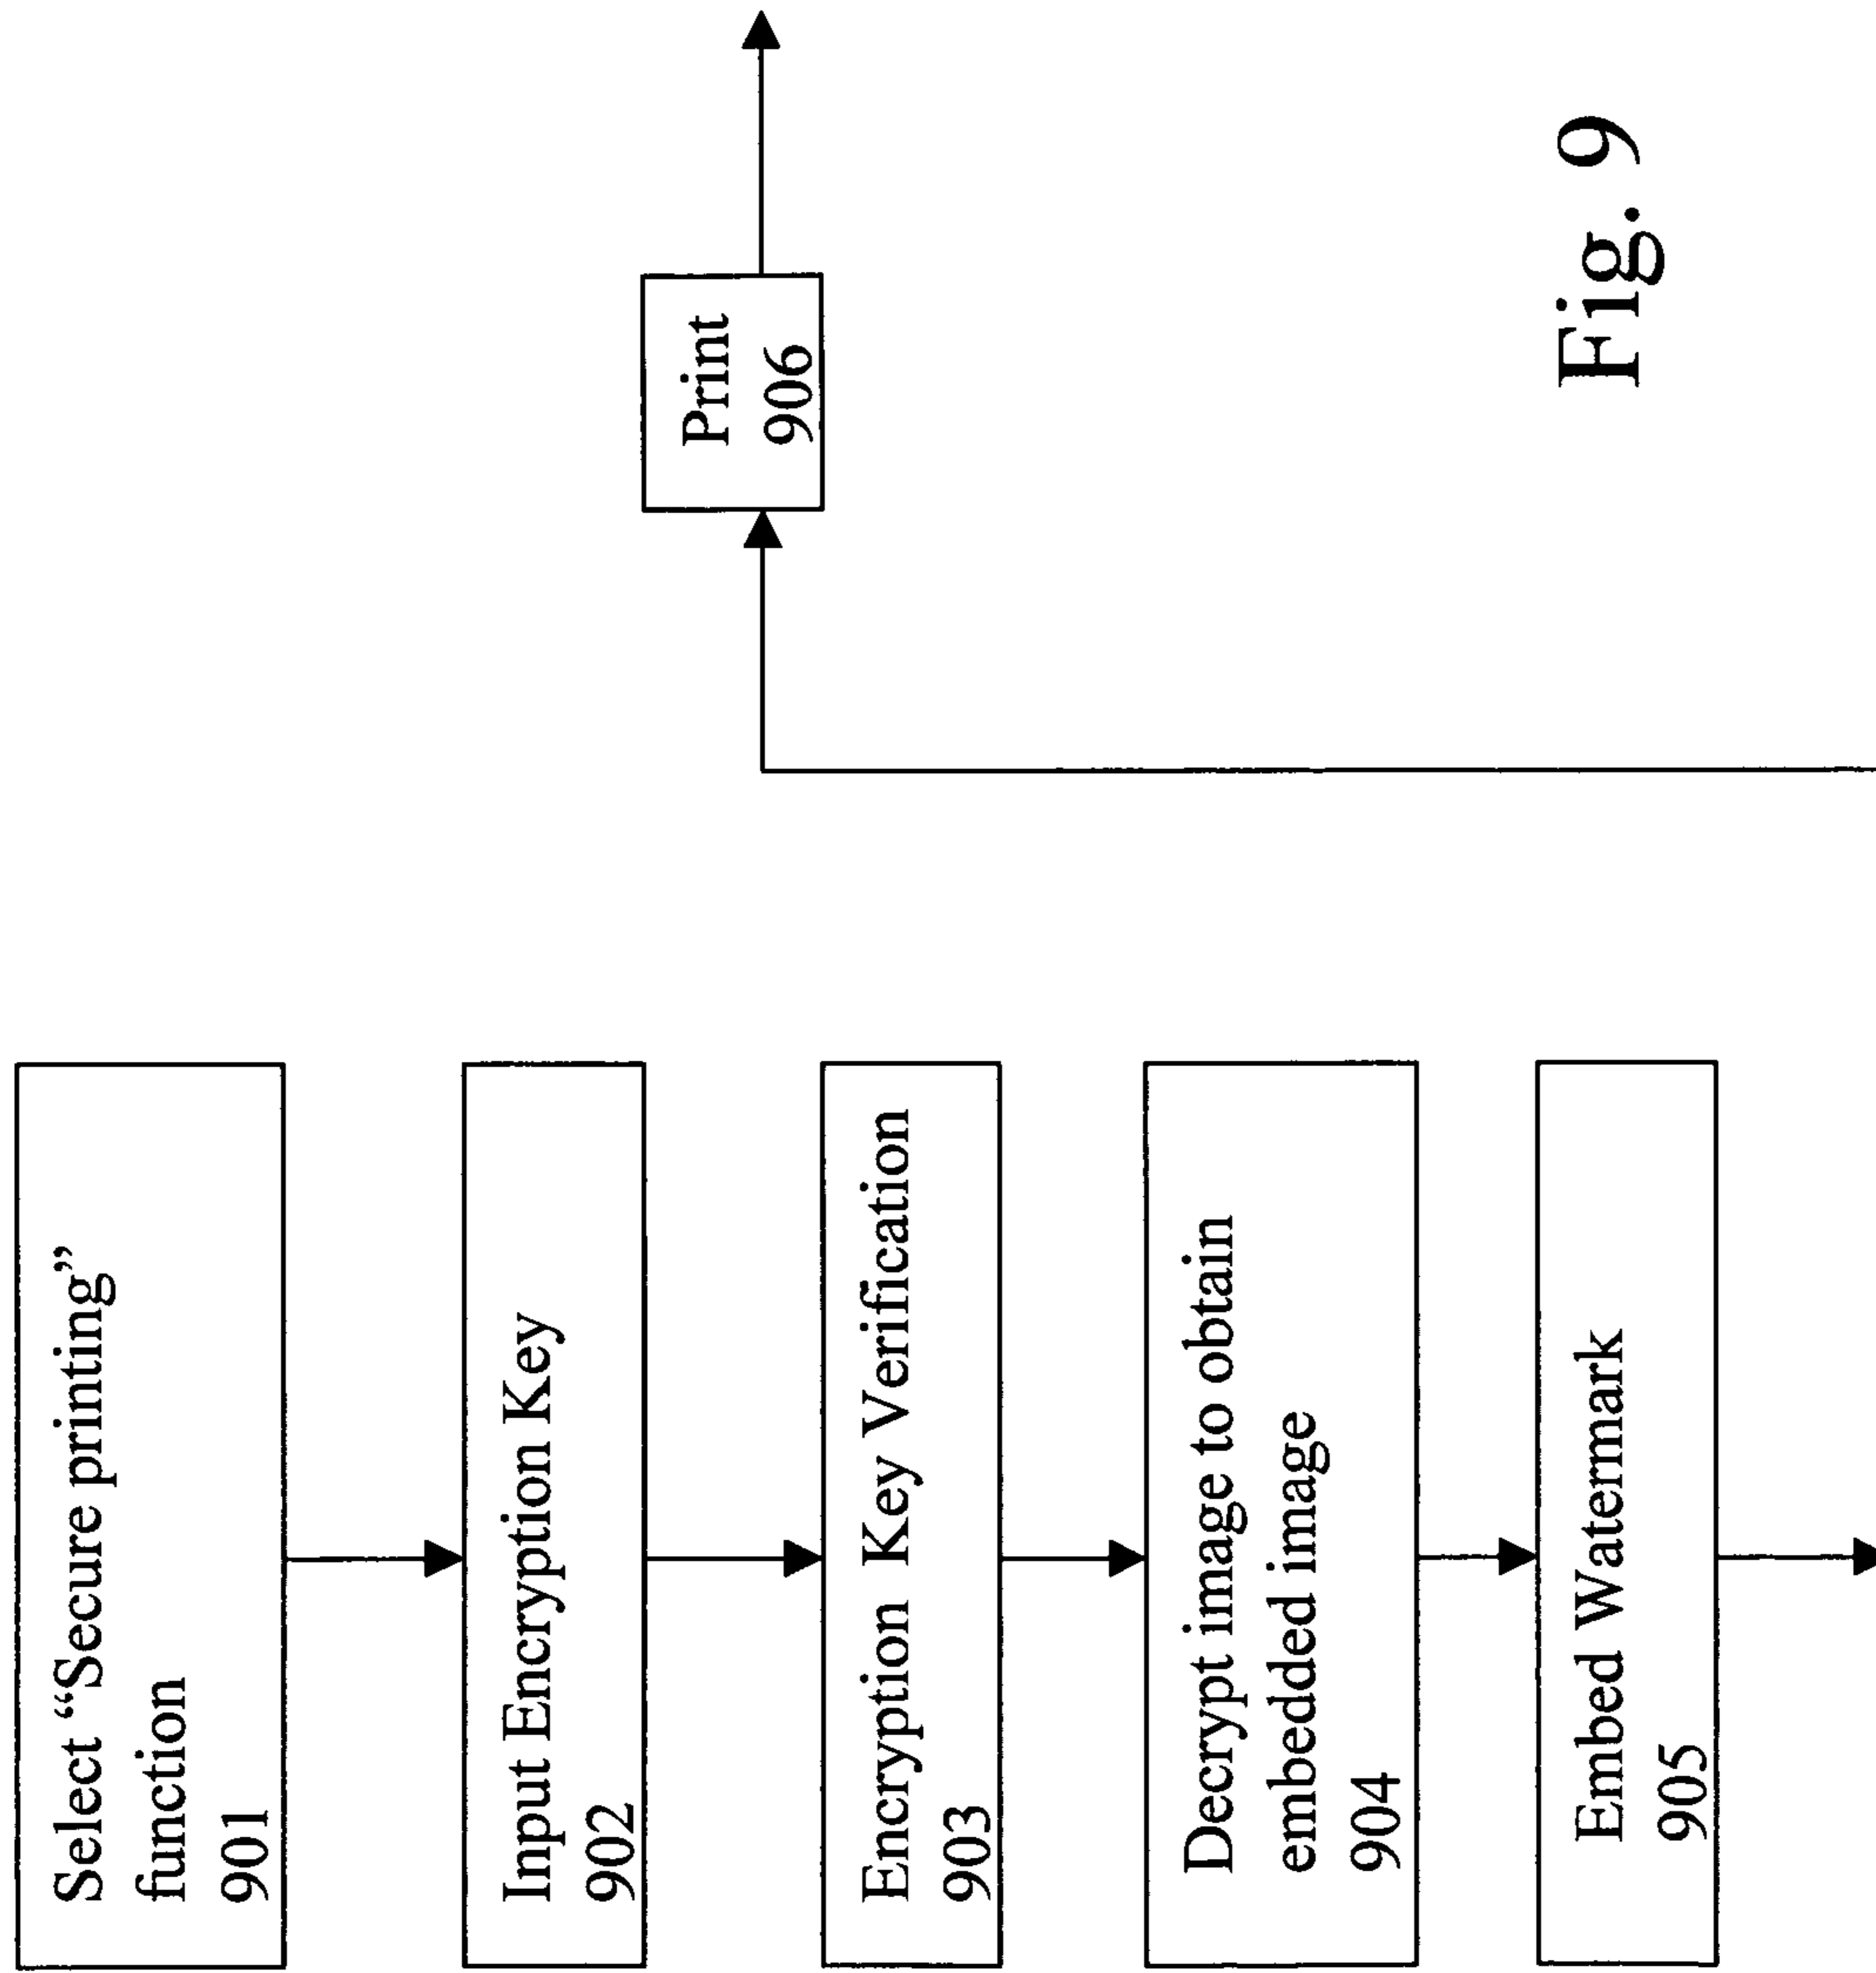 Select “Secure printing”
function
901
Input Encryption Key
902
Encryption Key Verification
903
Decrypt image to obtain
embedded image
904
Embed Watermark
905
Print
906
Fig. 9